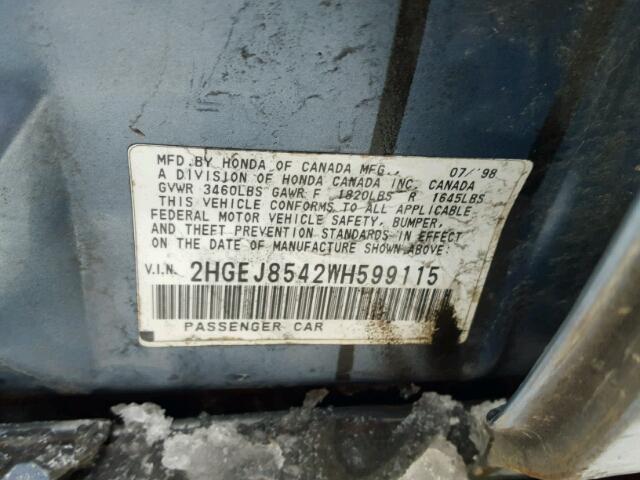 MFD. BY HONDA OF CANADA MFG., 07/'98
A DIVISION OF HONDA CANADA INC, CANADA
GVWR 3460LBS GAWR F 1820LBS R 1645LBS
THIS VEHICLE CONFORMS TO ALL APPLICABLE
FEDERAL MOTOR VEHICLE SAFETY, BUMPER,
AND THEFT PREVENTION STANDARDS IN EFFECT
ON THE DATE OF MANUFACTURE SHOWN ABOVE.
V.I.N. 2HGEJ8542WH599115
PASSENGER CAR